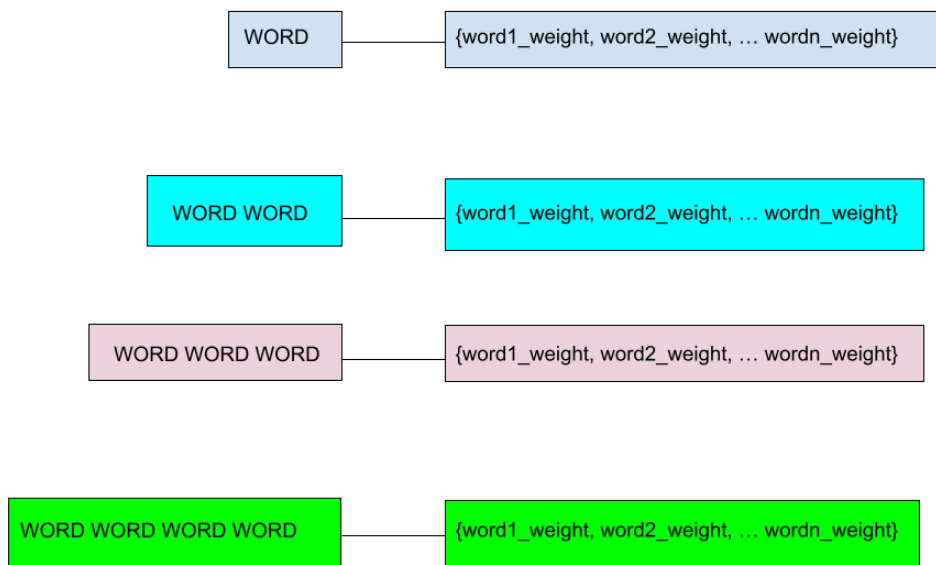 WORD {word1_weight, word2_weight, … wordn_weight}
WORD WORD {word1_weight, word2_weight, … wordn_weight}
WORD WORD WORD {word1_weight, word2_weight, … wordn_weight}
WORD WORD WORD WORD {word1_weight, word2_weight, … wordn_weight}